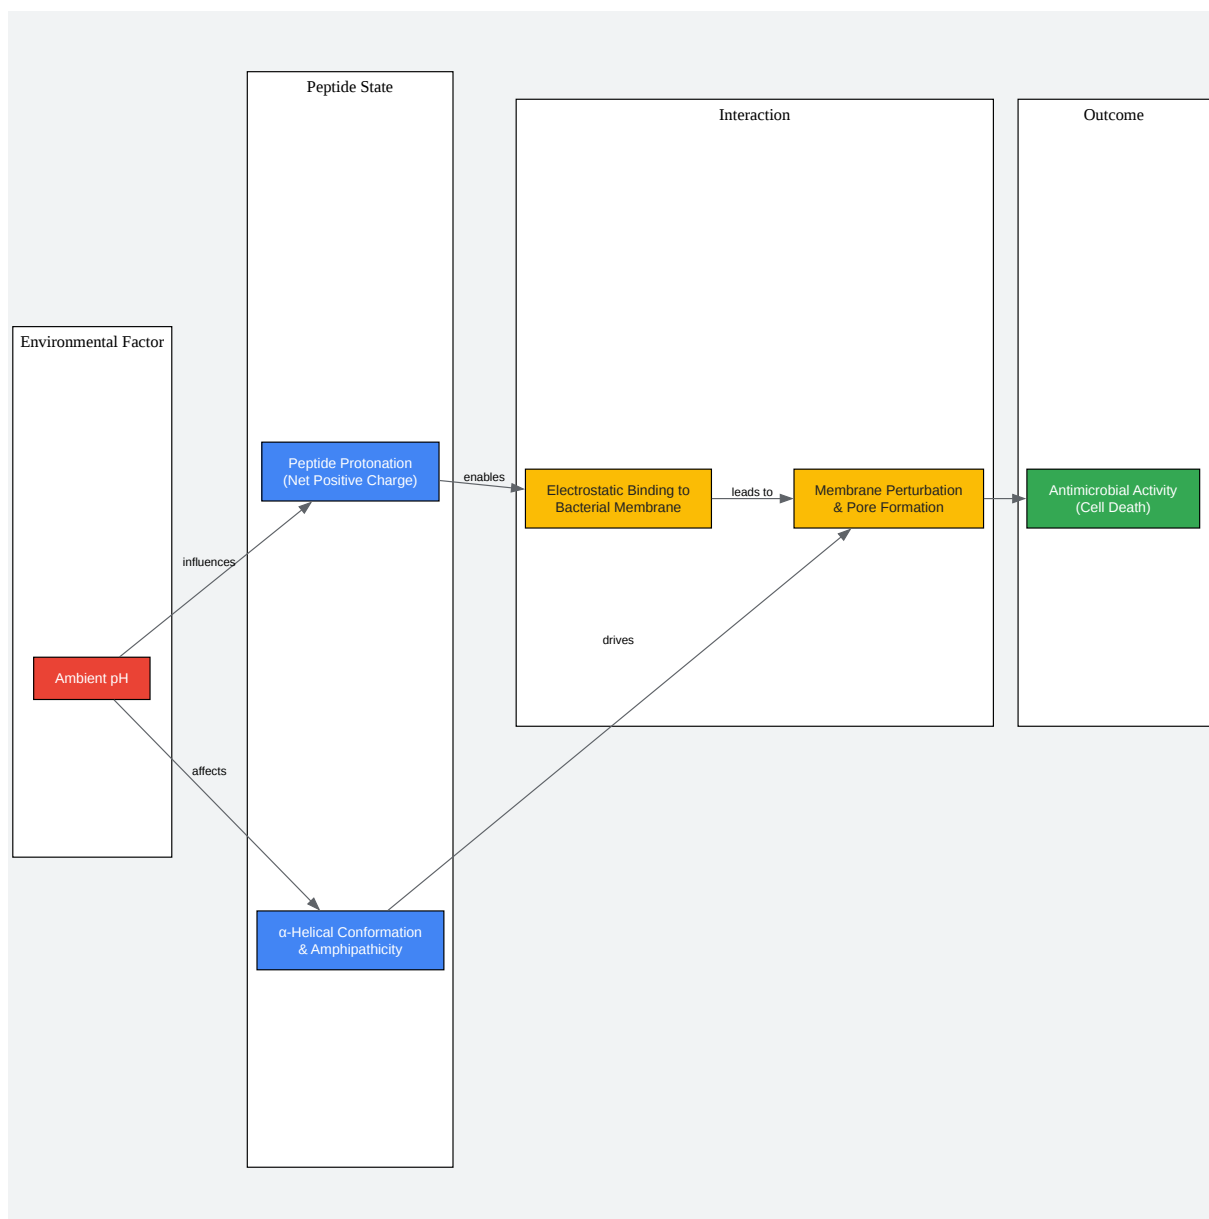 Peptide State
Interaction
Outcome
Environmental Factor
Peptide Protonation
(Net Positive Charge)
enables
Electrostatic Binding to
Bacterial Membrane
leads to
Membrane Perturbation
& Pore Formation
Antimicrobial Activity
(Cell Death)
influences
drives
Ambient pH
affects
α-Helical Conformation
& Amphipathicity